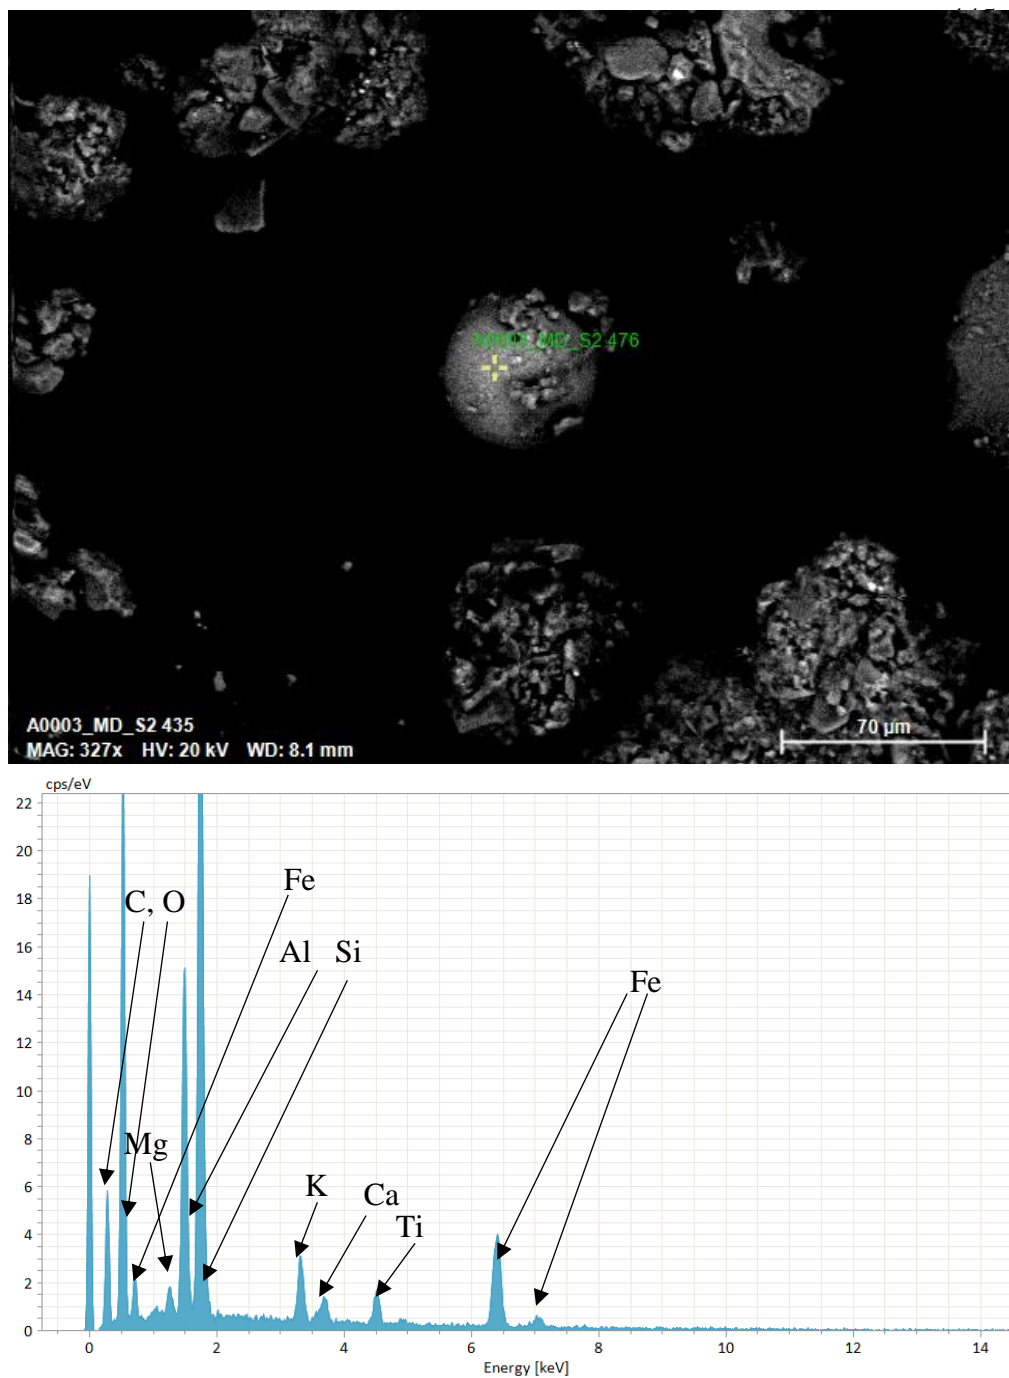 A0003_MD_S2 476
A0003_MD_S2 435
MAG: 327x HV: 20 kV WD: 8.1 mm
70 µm
cps/eV
22
20
18
16
14
12
10
8
6
4
2
0
Fe
C, O
Al Si
Fe
Mg
K
Ca
Ti
0 2 4 6 8 10 12 14
Energy [keV]